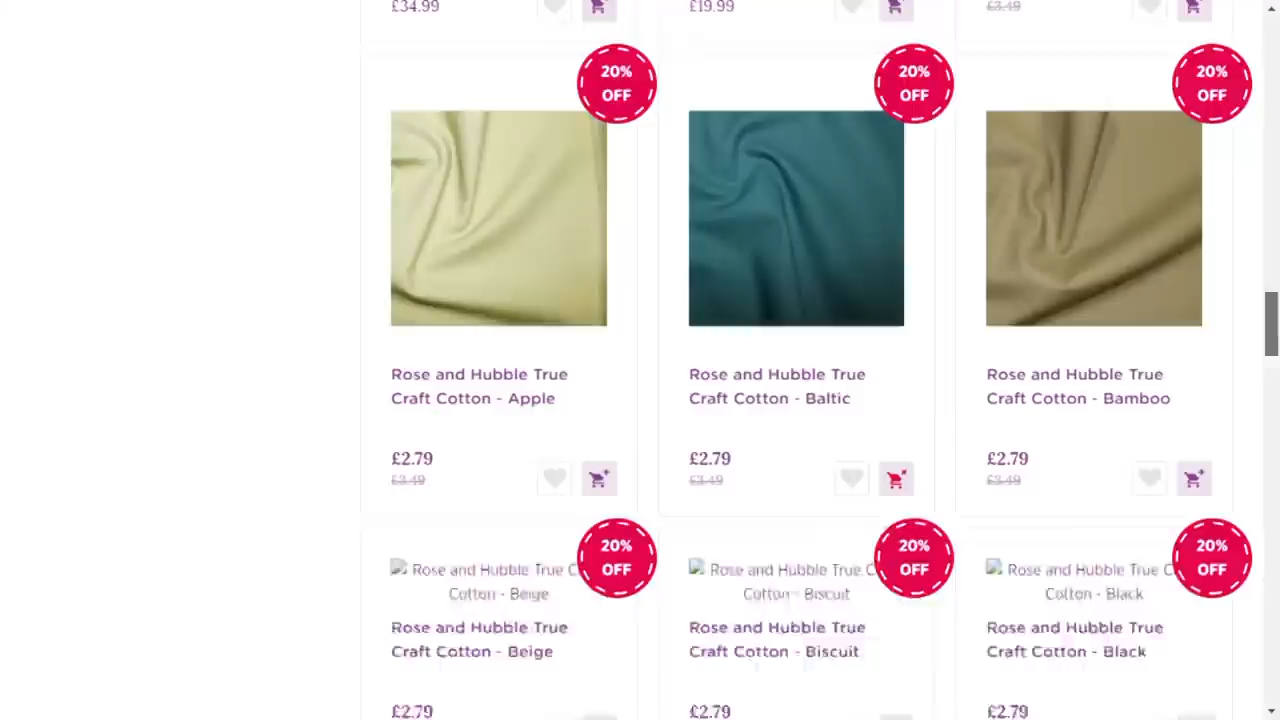 £34.99
£19.99
£3.49
20%
OFF
20%
OFF
20%
OFF
Rose and Hubble True
Craft Cotton - Apple
£2.79
£3.49
Rose and Hubble True
Craft Cotton - Baltic
£2.79
£3.49
Rose and Hubble True
Craft Cotton - Bamboo
£2.79
£3.49
20%
OFF
20%
OFF
20%
OFF
Rose and Hubble True C
Cotton - Beige
Rose and Hubble True
Craft Cotton - Beige
£2.79
Rose and Hubble True C
Cotton - Biscuit
Rose and Hubble True
Craft Cotton - Biscuit
£2.79
Rose and Hubble True C
Cotton - Black
Rose and Hubble True
Craft Cotton - Black
£2.79